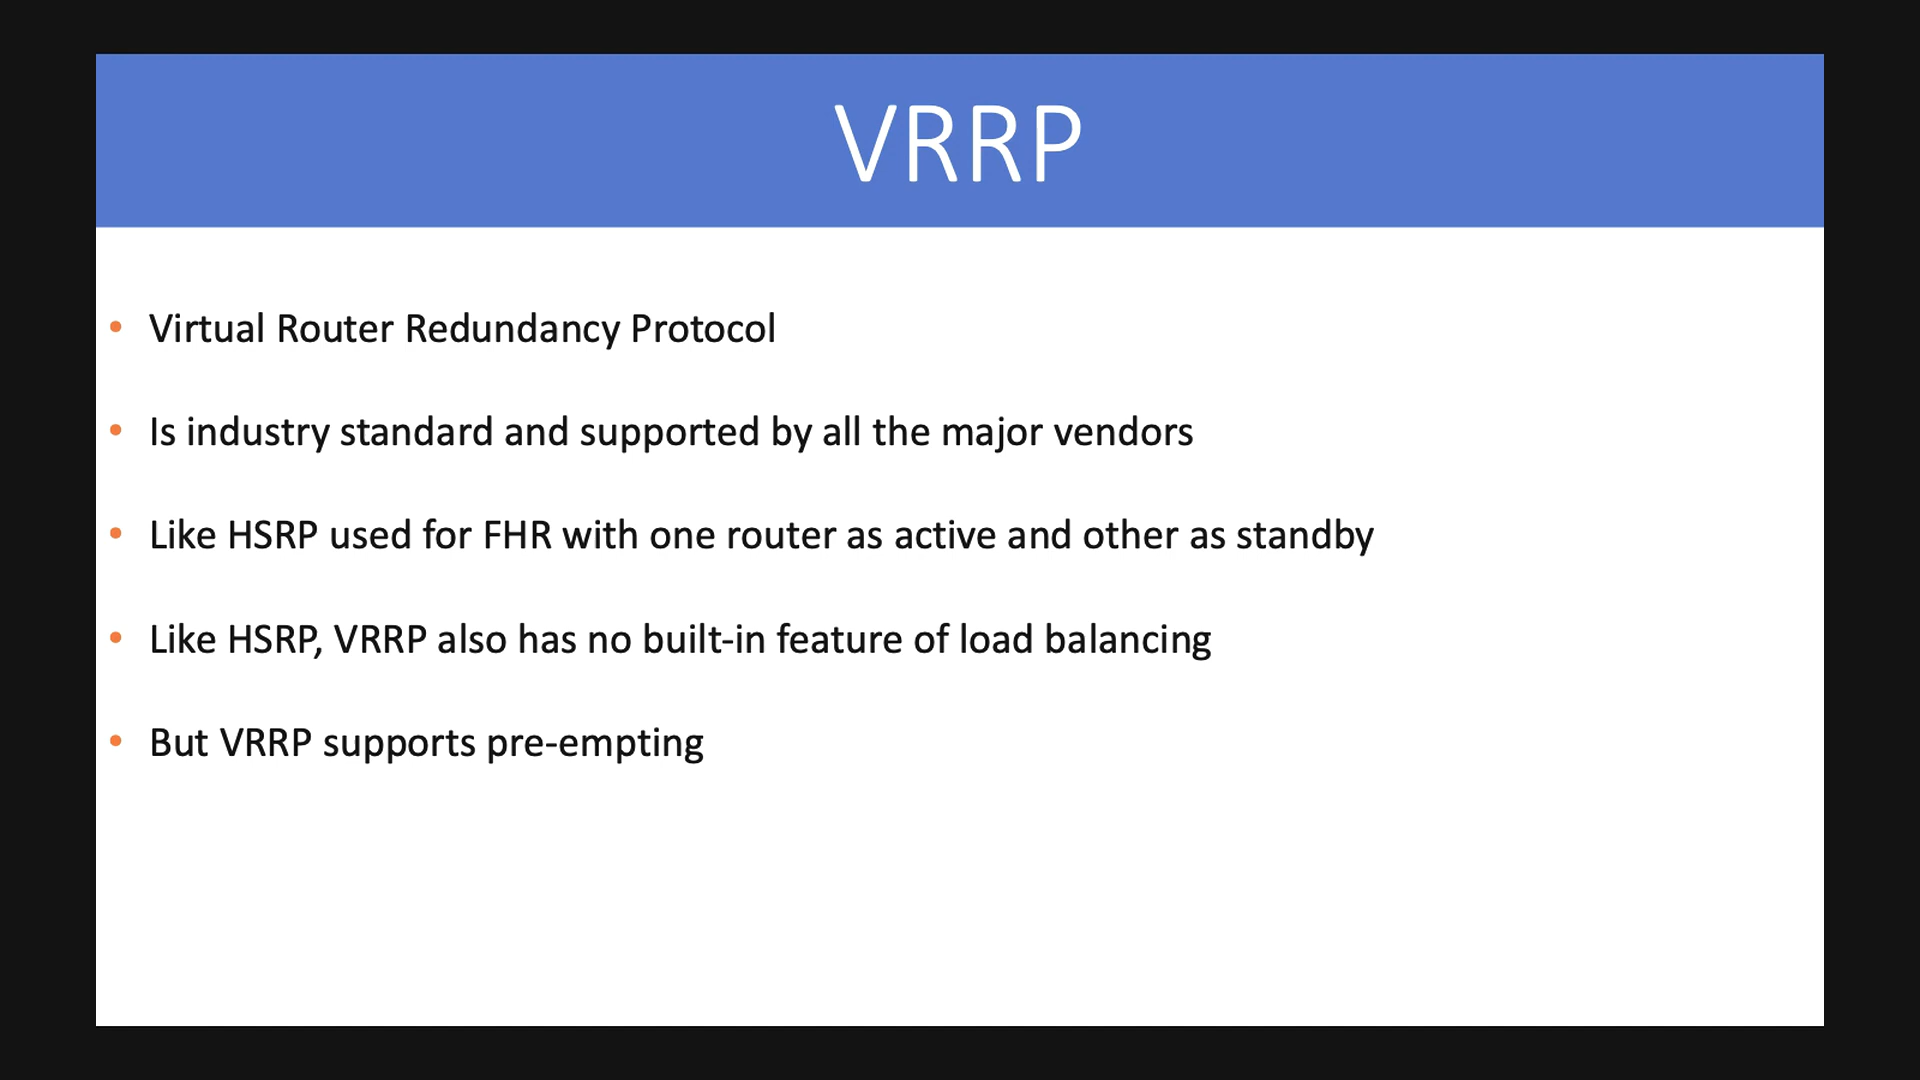 VRRP
• Virtual Router Redundancy Protocol
• Is industry standard and supported by all the major vendors
• Like HSRP used for FHR with one router as active and other as standby
• Like HSRP, VRRP also has no built-in feature of load balancing
• But VRRP supports pre-empting